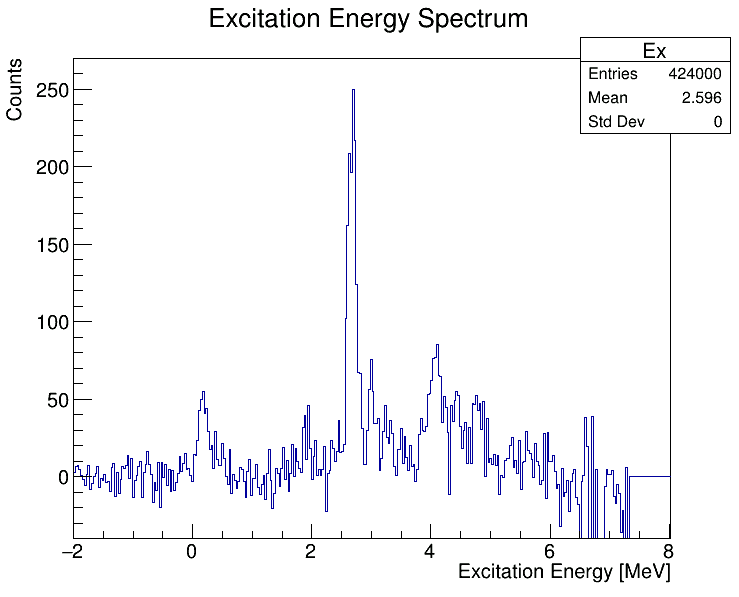 Excitation Energy Spectrum
Ex
Entries 424000
Mean 2.596
Std Dev 0
Counts
250
200
150
100
50
0
−2 0 2 4 6 8
Excitation Energy [MeV]